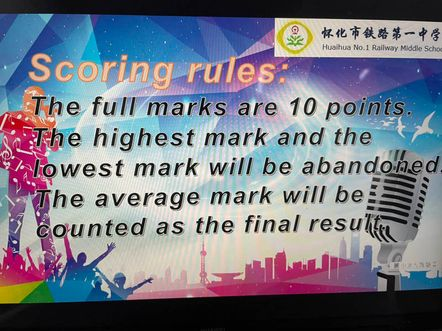 怀化市铁路第一中学
Huaihua No.1 Railway Middle School
Scoring rules:
The full marks are 10 points.
The highest mark and the
lowest mark will be abandoned.
The average mark will be
counted as the final result.